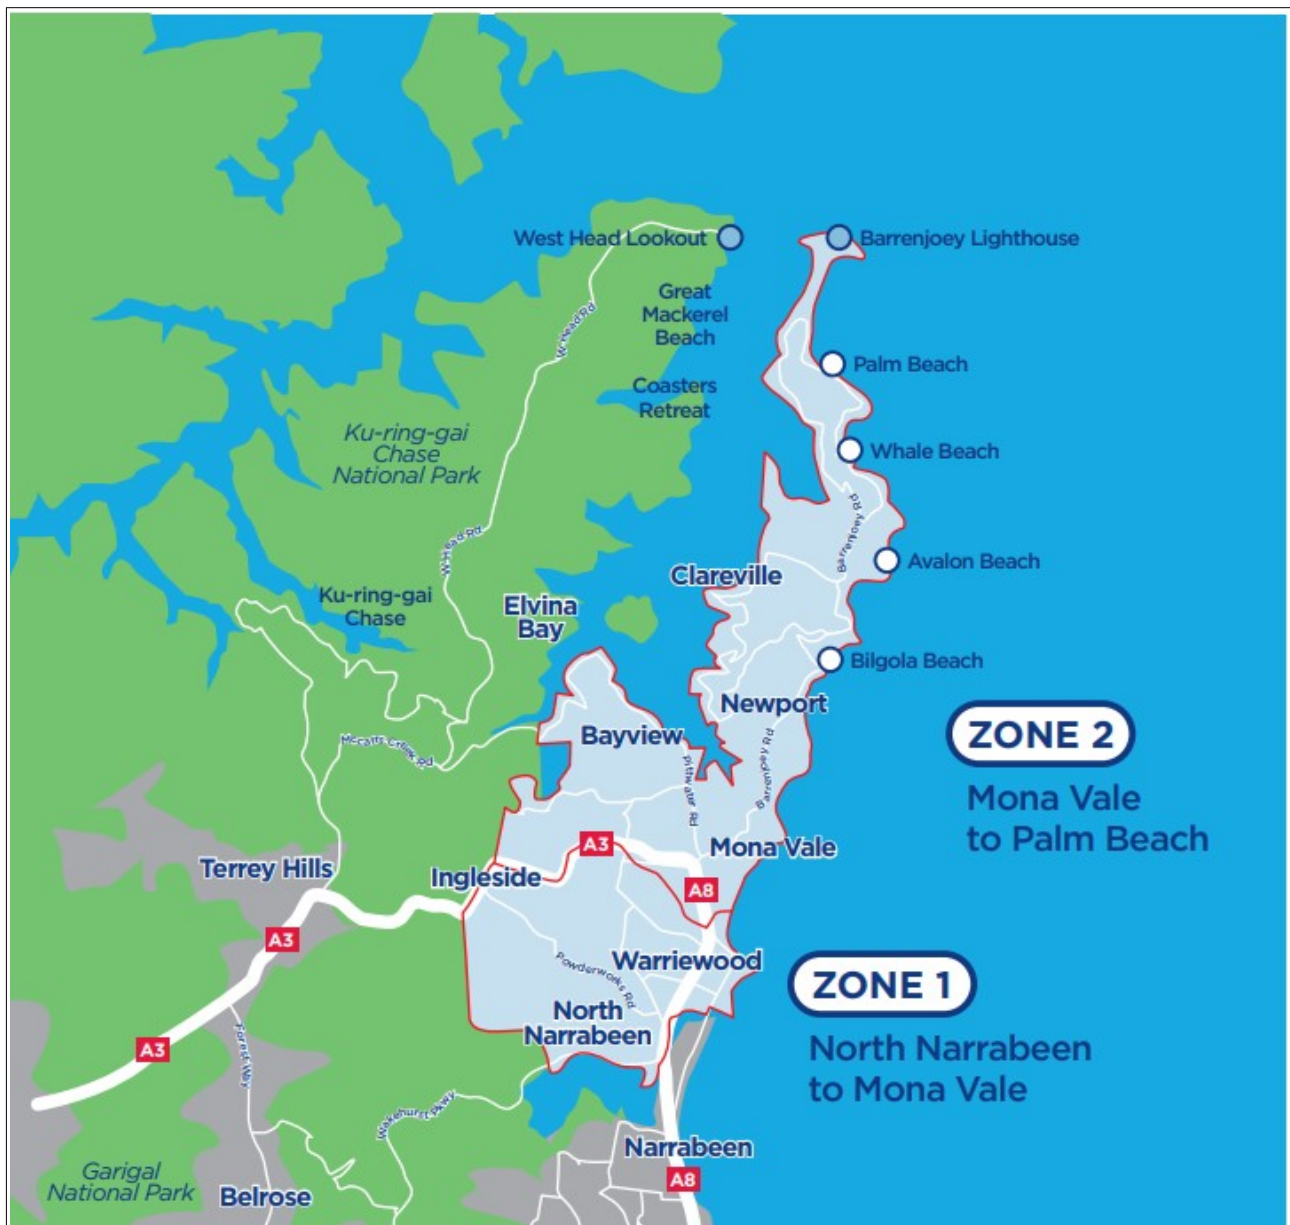 West Head Lookout
Barrenjoey Lighthouse
Great
Mackerel
Beach
W Head Rd
Palm Beach
Coasters
Retreat
Ku-ring-gai
Chase
National Park
Whale Beach
Barrenjoey Rd
W Head Rd
Avalon Beach
Clareville
Ku-ring-gai
Chase
Elvina
Bay
Bilgola Beach
Newport
ZONE 2
Bayview
Mccarrs Creek Rd
Pittwater Rd
Barrenjoey Rd
Mona Vale
to Palm Beach
A3
Mona Vale
Terrey Hills
Ingleside
A8
A3
Warriewood
Powderworks Rd
ZONE 1
North
Narrabeen
A3
Forest Way
North Narrabeen
to Mona Vale
Wakehurst Pkwy
Narrabeen
A8
Garigal
National Park
Belrose